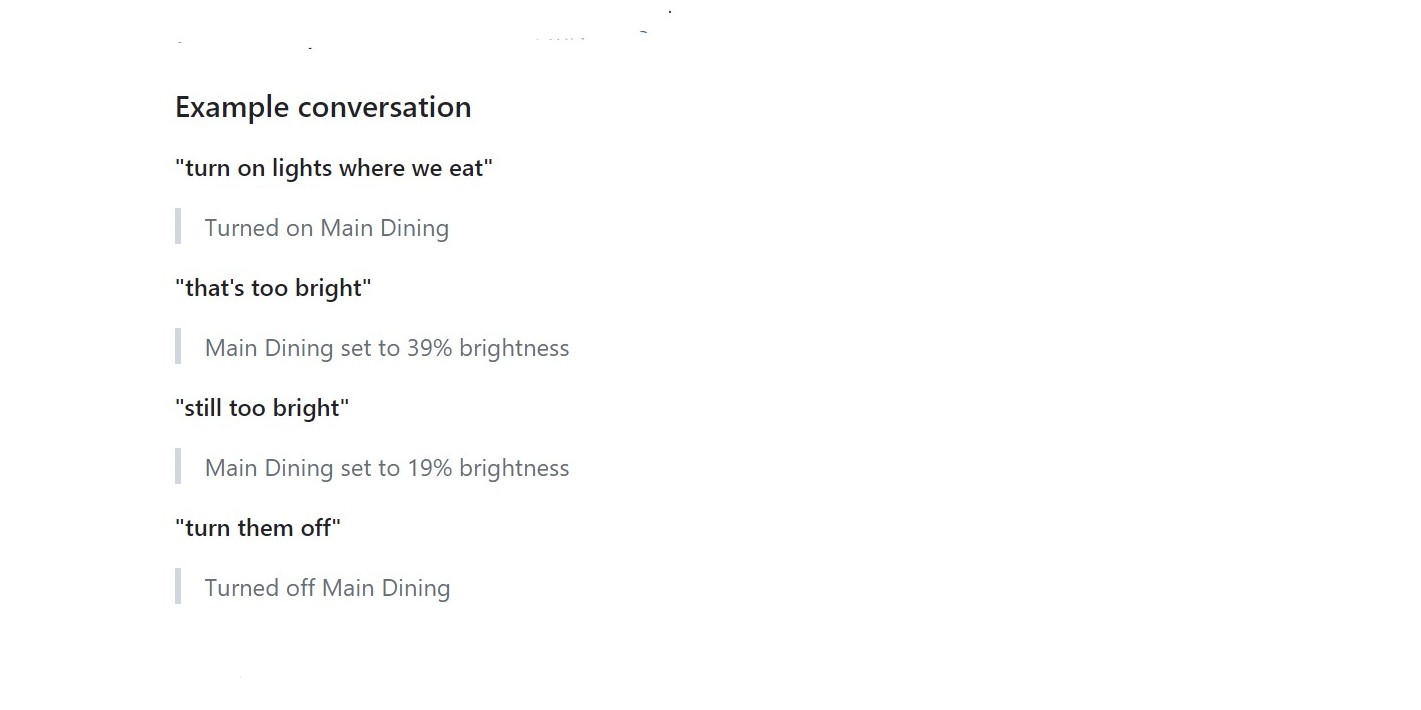 Example conversation
"turn on lights where we eat"
Turned on Main Dining
"that's too bright"
Main Dining set to 39% brightness
"still too bright"
Main Dining set to 19% brightness
"turn them off"
Turned off Main Dining